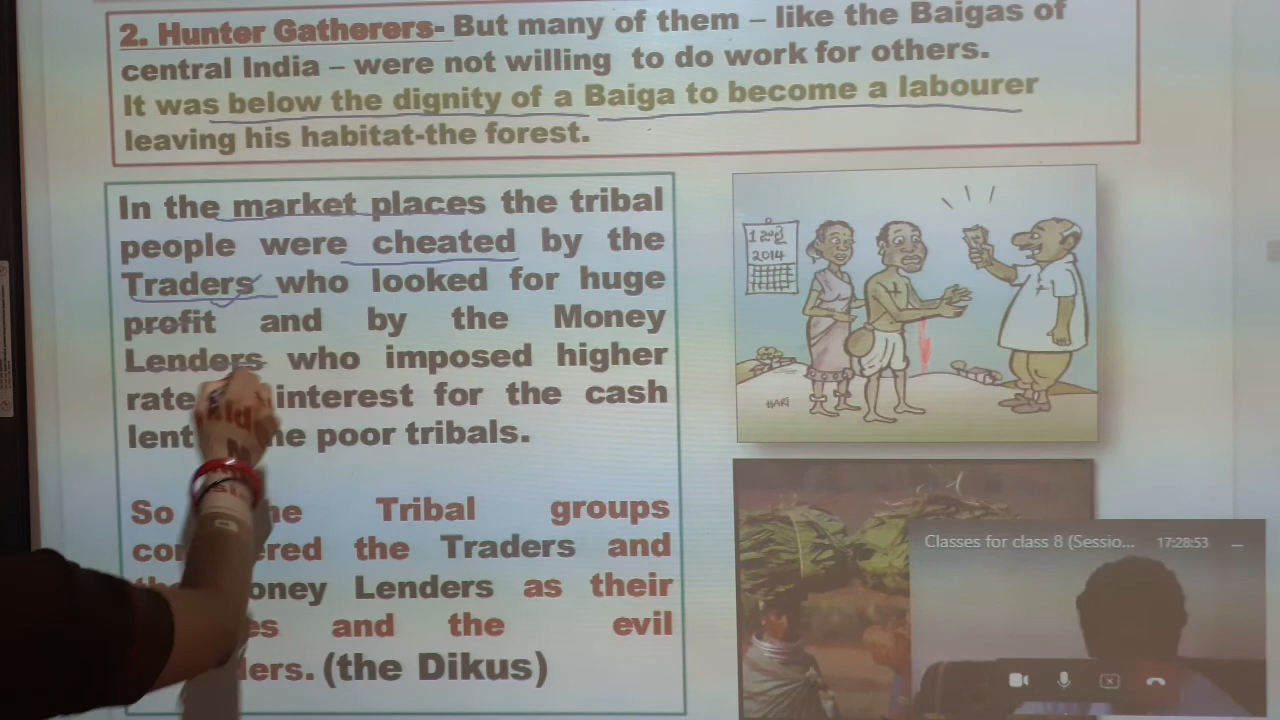 2. Hunter Gatherers- But many of them – like the Baigas of
central India – were not willing to do work for others.
It was below the dignity of a Baiga to become a labourer
leaving his habitat-the forest.
In the market places the tribal
people were cheated by the
Traders who looked for huge
profit and by the Money
Lenders who imposed higher
rate interest for the cash
lent poor tribals.
So Tribal groups
the Traders and
Money Lenders as their
and the evil
(the Dikus)
2014
HARI
Classes for class 8 (Sessio... 17:28:53